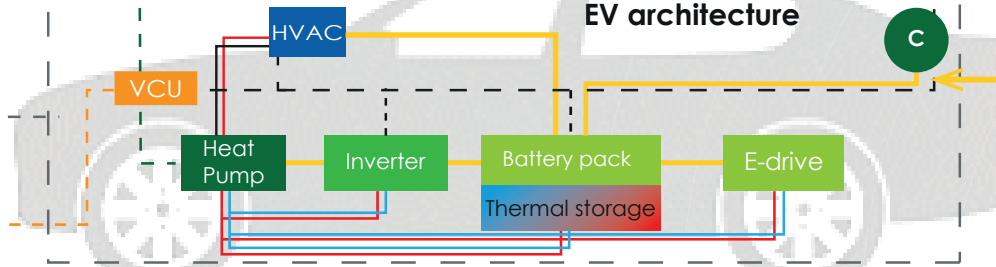 EV architecture
HVAC
C
VCU
Heat
Pump
Inverter
Battery pack
E-drive
Thermal storage